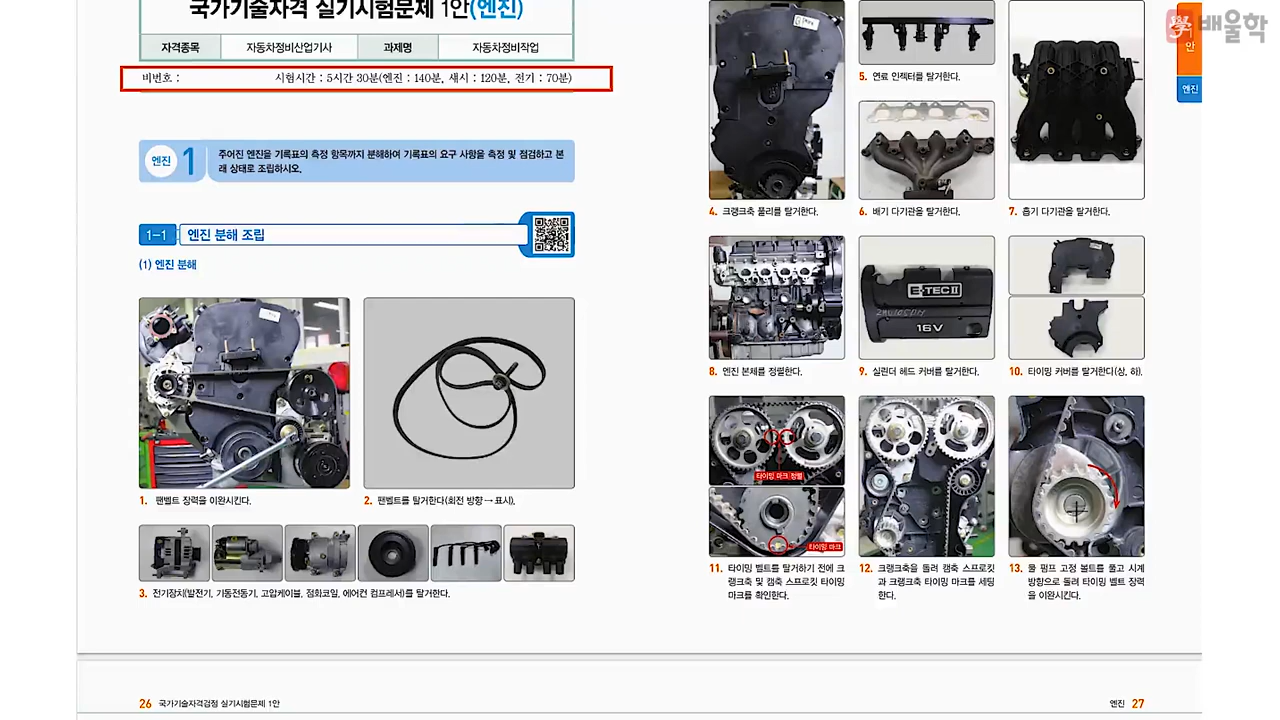 국가기술자격 실기시험문제 1안(엔진)
자격종목 자동차정비산업기사 과제명 자동차정비작업
비번호 : 시험시간 : 5시간 30분(엔진 : 140분, 섀시 : 120분, 전기 : 70분)
엔진 1
주어진 엔진을 기록표의 측정 항목까지 분해하여 기록표의 요구 사항을 측정 및 점검하고 본
래 상태로 조립하시오.
1-1 엔진 분해 조립
(1) 엔진 분해
1. 팬벨트 장력을 이완시킨다.
2. 팬벨트를 탈거한다(회전 방향 → 표시).
3. 전기장치(발전기, 기동전동기, 고압케이블, 점화코일, 에어컨 컴프레서)를 탈거한다.
26 국가기술자격검정 실기시험문제 1안
배울학
안
엔진
5. 연료 인젝터를 탈거한다.
4. 크랭크축 풀리를 탈거한다.
6. 배기 다기관을 탈거한다.
7. 흡기 다기관을 탈거한다.
E-TEC II
16V
8. 엔진 본체를 정렬한다.
9. 실린더 헤드 커버를 탈거한다.
10. 타이밍 커버를 탈거한다(상, 하).
타이밍 마크 정렬
타이밍 마크
11. 타이밍 벨트를 탈거하기 전에 크
랭크축 및 캠축 스프로킷 타이밍
마크를 확인한다.
12. 크랭크축을 돌려 캠축 스프로킷
과 크랭크축 타이밍 마크를 세팅
한다.
13. 물 펌프 고정 볼트를 풀고 시계
방향으로 돌려 타이밍 벨트 장력
을 이완시킨다.
엔진 27